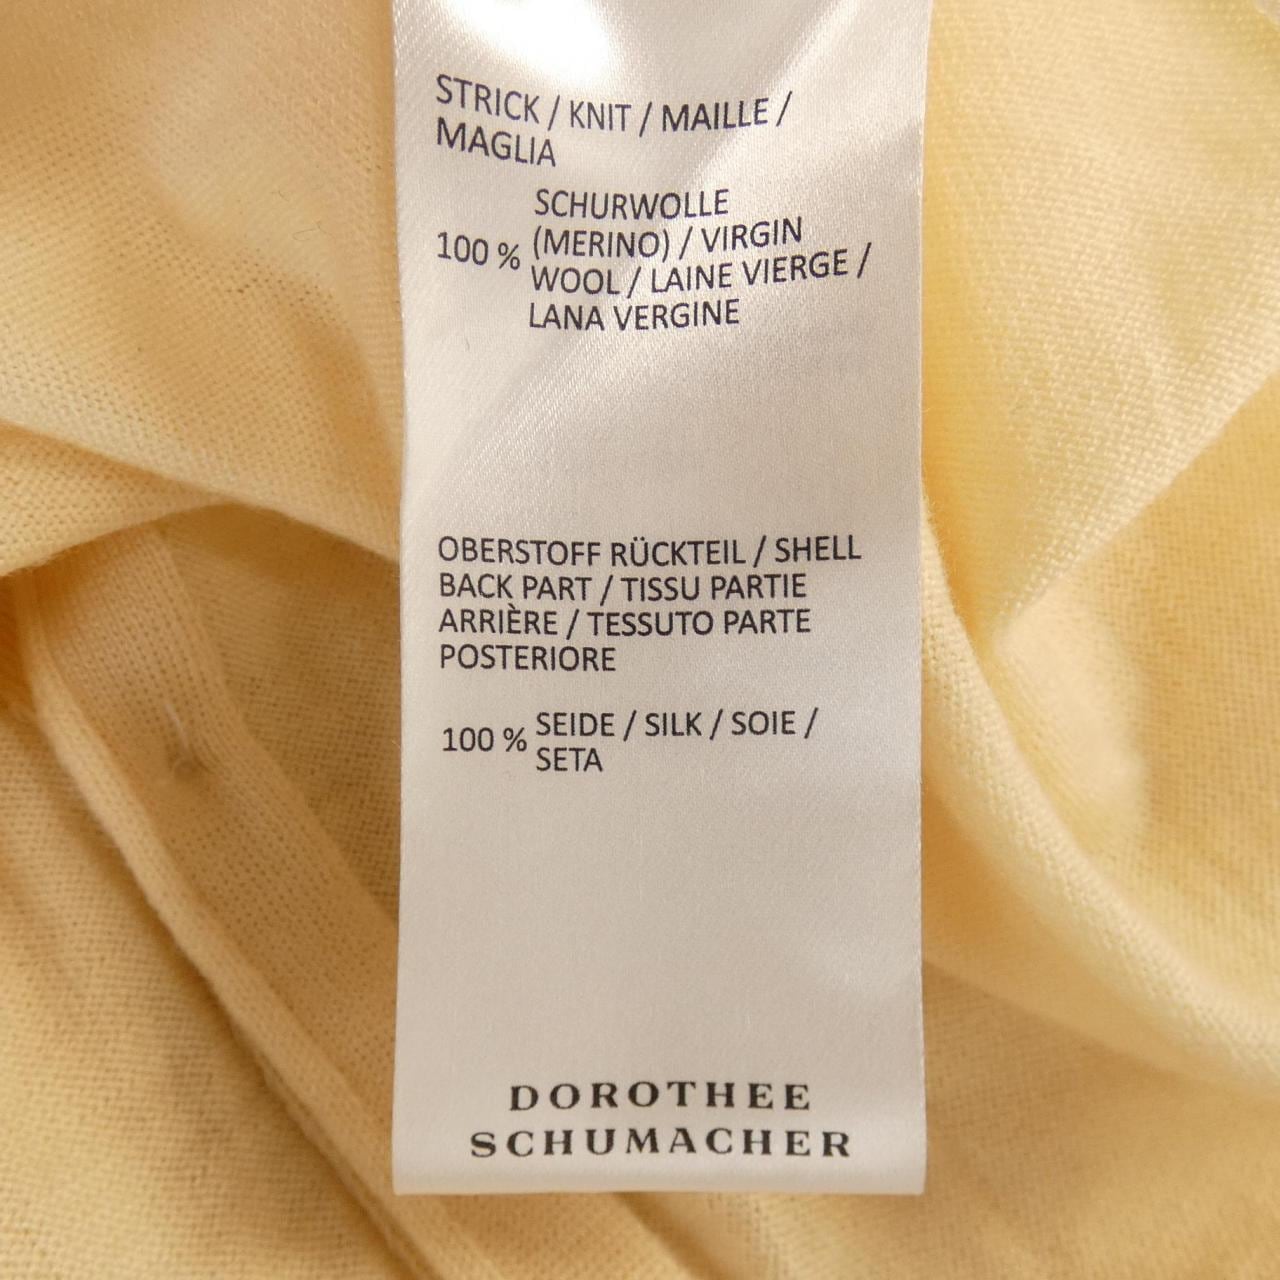 STRICK / KNIT / MAILLE /
MAGLIA
SCHURWOLLE
100 % (MERINO) / VIRGIN
WOOL / LAINE VIERGE /
LANA VERGINE
OBERSTOFF RÜCKTEIL / SHELL
BACK PART / TISSU PARTIE
ARRIÈRE / TESSUTO PARTE
POSTERIORE
100 % SEIDE / SILK / SOIE /
SETA
DOROTHEE
SCHUMACHER